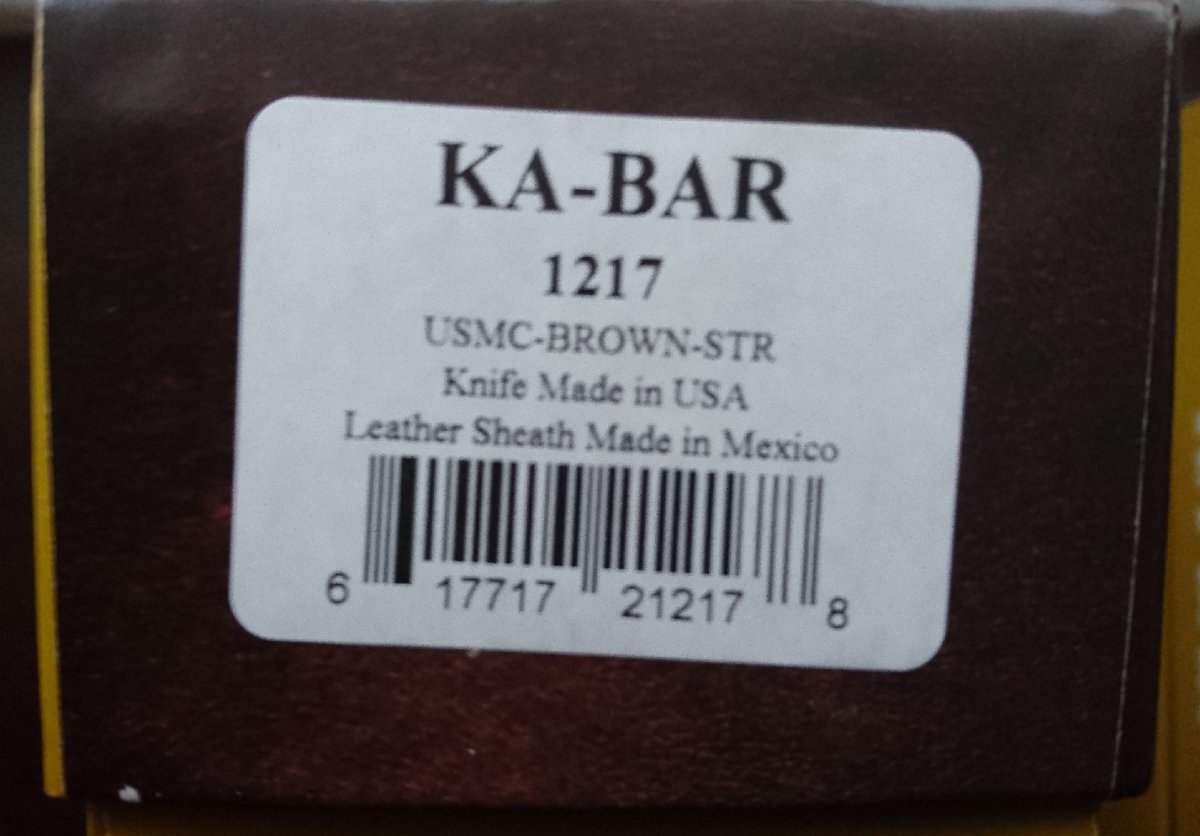 KA-BAR
1217
USMC-BROWN-STR
Knife Made in USA
Leather Sheath Made in Mexico
6 17717 21217 8